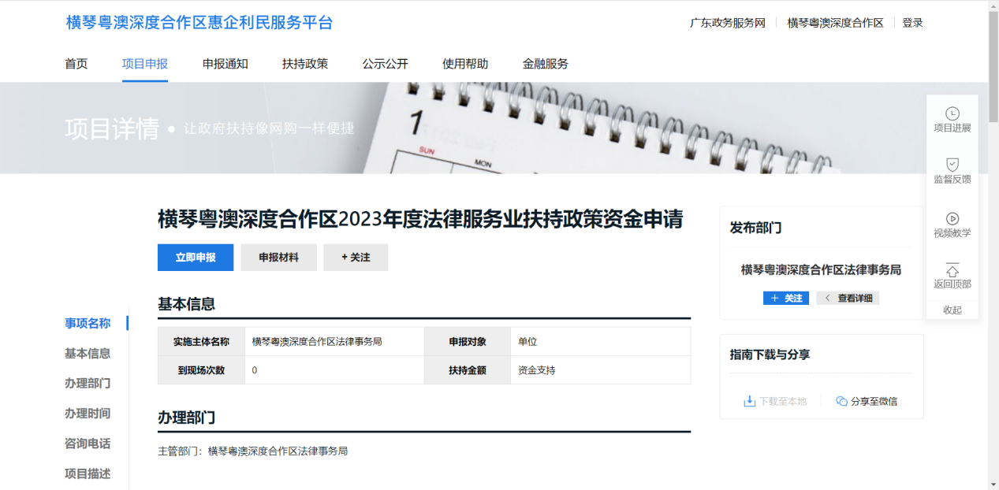 横琴粤澳深度合作区惠企利民服务平台
广东政务服务网 横琴粤澳深度合作区 登录
首页 项目申报 申报通知 扶持政策 公示公开 使用帮助 金融服务
项目详情 • 让政府扶持像网购一样便捷
1
SUN
MON
项目进展
监督反馈
视频教学
返回顶部
收起
横琴粤澳深度合作区2023年度法律服务业扶持政策资金申请
立即申报 申报材料 + 关注
基本信息
实施主体名称 横琴粤澳深度合作区法律事务局 申报对象 单位
到现场次数 0 扶持金额 资金支持
办理部门
主管部门：横琴粤澳深度合作区法律事务局
事项名称
基本信息
办理部门
办理时间
咨询电话
项目描述
发布部门
横琴粤澳深度合作区法律事务局
+ 关注 < 查看详细
指南下载与分享
下载至本地 分享至微信